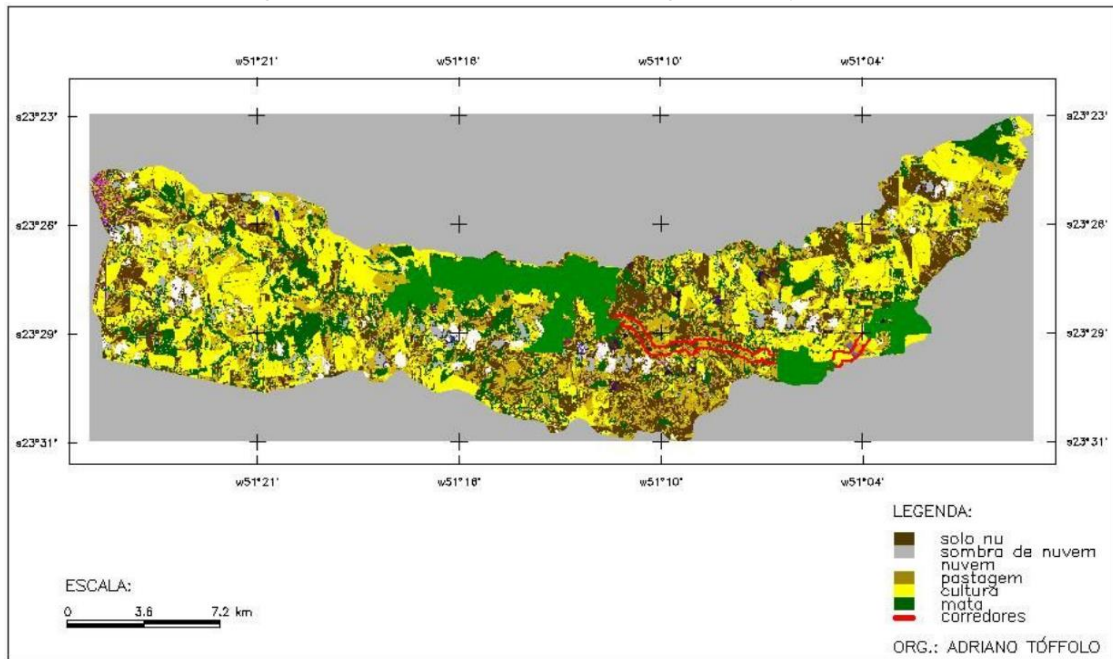 w51°21' w51°16' w51°10' w51°04'
s23°23' s23°23'
s23°26' s23°26'
s23°29' s23°29'
s23°31' s23°31'
w51°21' w51°16' w51°10' w51°04'
LEGENDA:
solo nu
sombra de nuvem
nuvem
pastagem
cultura
mata
corredores
ESCALA:
0 3.6 7.2 km
ORG.: ADRIANO TÓFFOLO